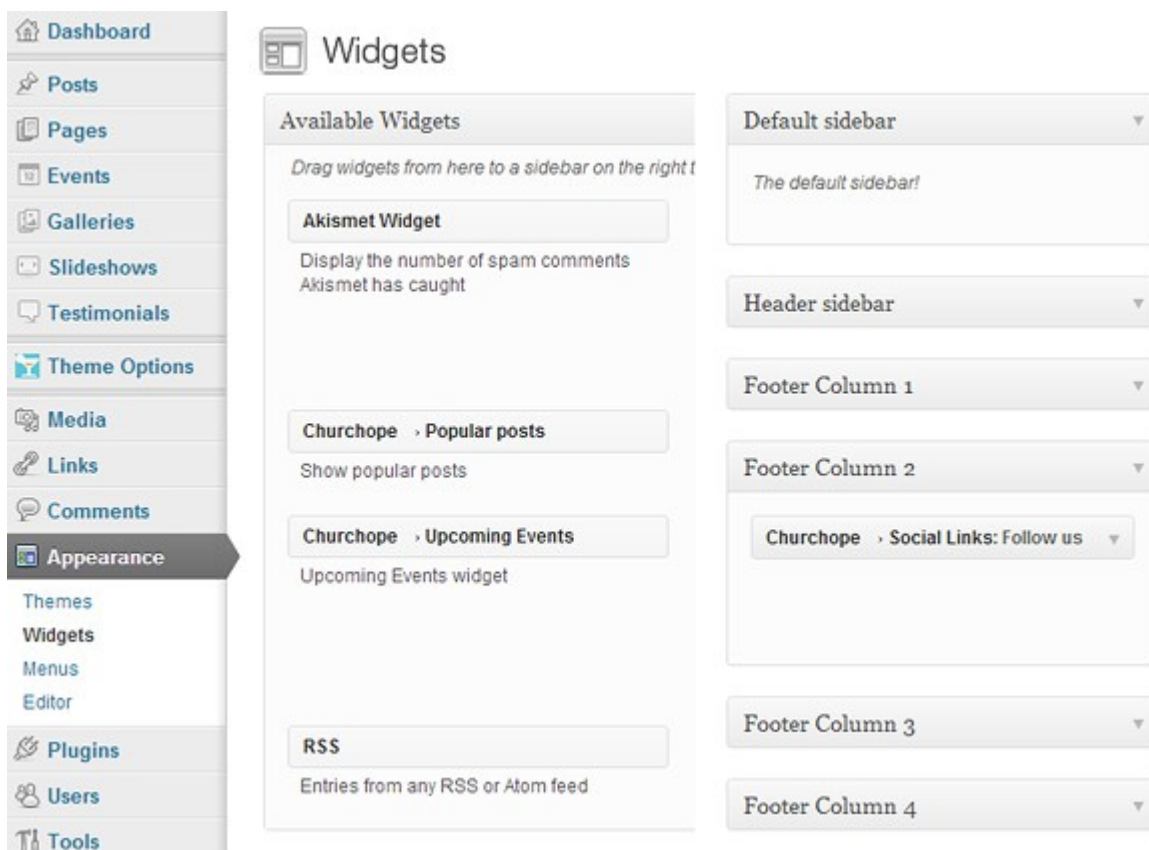 Dashboard
Posts
Pages
Events
Galleries
Slideshows
Testimonials
Theme Options
Media
Links
Comments
Appearance
Themes
Widgets
Menus
Editor
Plugins
Users
Tools
Widgets
Available Widgets
Drag widgets from here to a sidebar on the right t
Akismet Widget
Display the number of spam comments
Akismet has caught
Churchope › Popular posts
Show popular posts
Churchope › Upcoming Events
Upcoming Events widget
RSS
Entries from any RSS or Atom feed
Default sidebar
The default sidebar!
Header sidebar
Footer Column 1
Footer Column 2
Churchope › Social Links: Follow us
Footer Column 3
Footer Column 4